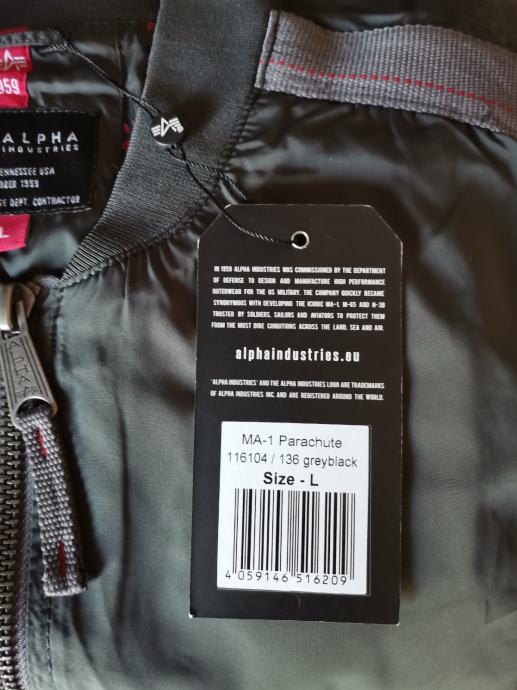 1959
ALPHA
INDUSTRIES
TENNESSEE USA
1959
DEPT. CONTRACTOR
L
IN 1959 ALPHA INDUSTRIES WAS COMMISSIONED BY THE DEPARTMENT
OF DEFENSE TO DESIGN AND MANUFACTURE HIGH PERFORMANCE
OUTERWEAR FOR THE US MILITARY. THE COMPANY QUICKLY BECAME
SYNONYMOUS WITH DEVELOPING THE ICONIC MA-1, M-65 AND N-3B
TRUSTED BY SOLDIERS, SAILORS AND AVIATORS TO PROTECT THEM
FROM THE MOST DIRE CONDITIONS ACROSS THE LAND, SEA AND AIR.
alphaindustries.eu
'ALPHA INDUSTRIES' AND THE ALPHA INDUSTRIES LOGO ARE TRADEMARKS
OF ALPHA INDUSTRIES INC. AND ARE REGISTERED AROUND THE WORLD.
MA-1 Parachute
116104 / 136 greyblack
Size - L
4 059146 516209